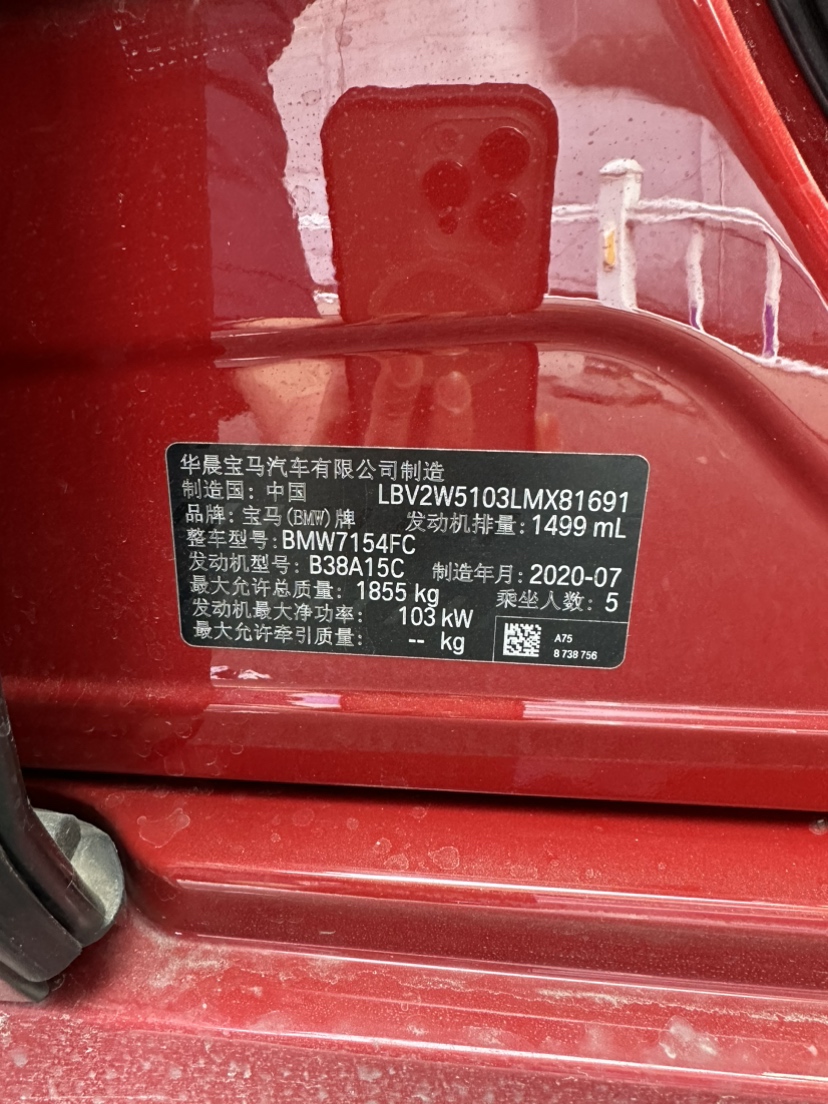 华晨宝马汽车有限公司制造
制造国: 中国 LBV2W5103LMX81691
品牌: 宝马(BMW)牌 发动机排量: 1499 mL
整车型号: BMW7154FC
发动机型号: B38A15C 制造年月: 2020-07
最大允许总质量: 1855 kg 乘坐人数: 5
发动机最大净功率: 103 kW
最大允许牵引质量: -- kg
A75
8 738 756